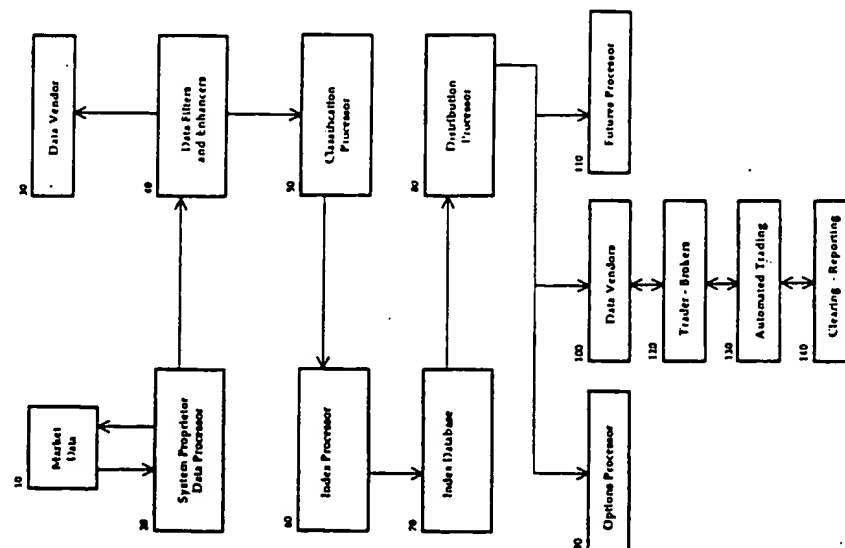 10
Market
Data
20
System Proprietor
Data Processor
30
Data Vendor
40
Data Filters
and Enhancers
50
Classification
Processor
60
Index Processor
70
Index Database
80
Distribution
Processor
90
Options Processor
100
Data Vendors
110
Futures Processor
120
Trader - Brokers
130
Automated Trading
140
Clearing - Reporting